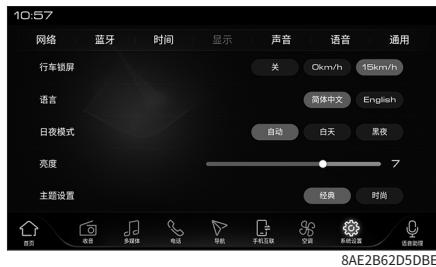 10:57
网络 蓝牙 时间 显示 声音 语音 通用
行车锁屏 关 0km/h 15km/h
语言 简体中文 English
日夜模式 自动 白天 黑夜
亮度 7
主题设置 经典 时尚
首页 收音 多媒体 电话 导航 手机互联 空调 系统设置 语音助理
8AE2B62D5DBE